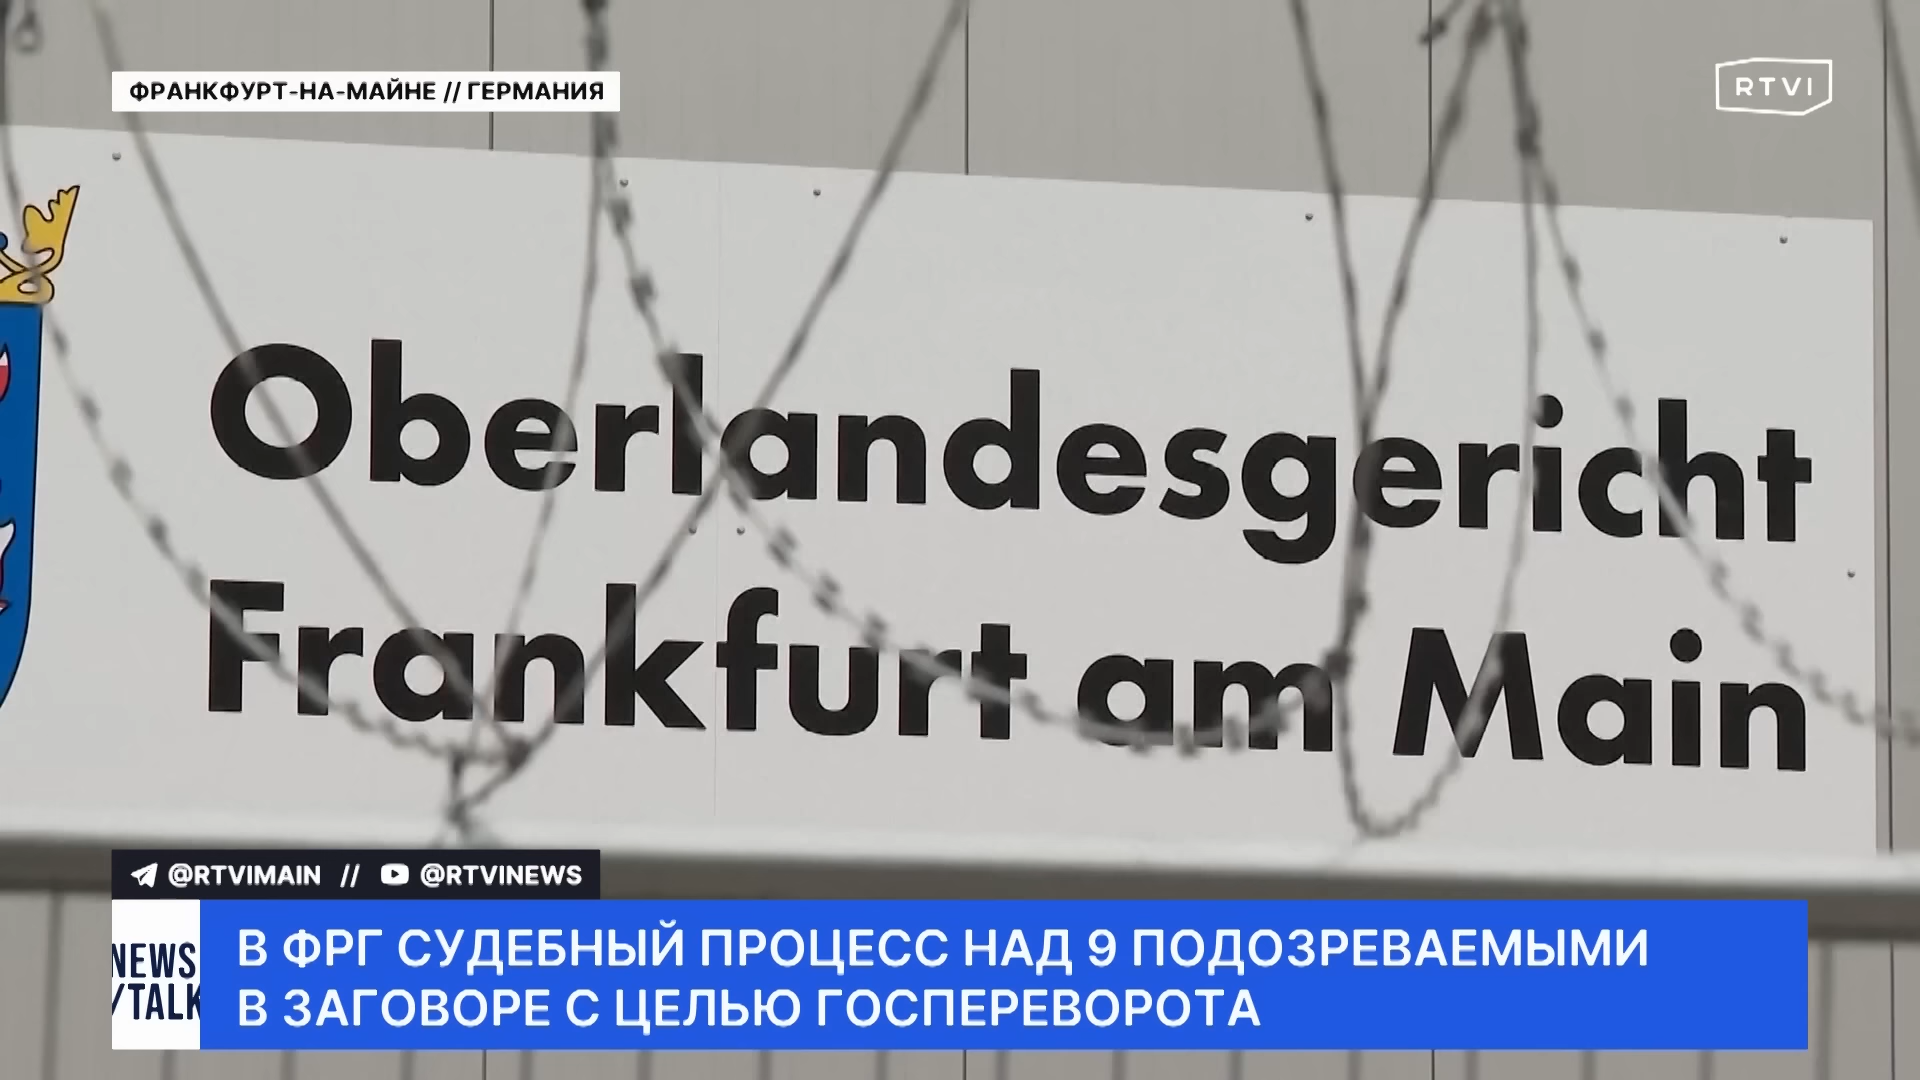 ФРАНКФУРТ-НА-МАЙНЕ // ГЕРМАНИЯ
RTVI
Oberlandesgericht
Frankfurt am Main
@RTVIMAIN // @RTVINEWS
NEWS
/TALK
В ФРГ СУДЕБНЫЙ ПРОЦЕСС НАД 9 ПОДОЗРЕВАЕМЫМИ
В ЗАГОВОРЕ С ЦЕЛЬЮ ГОСПЕРЕВОРОТА